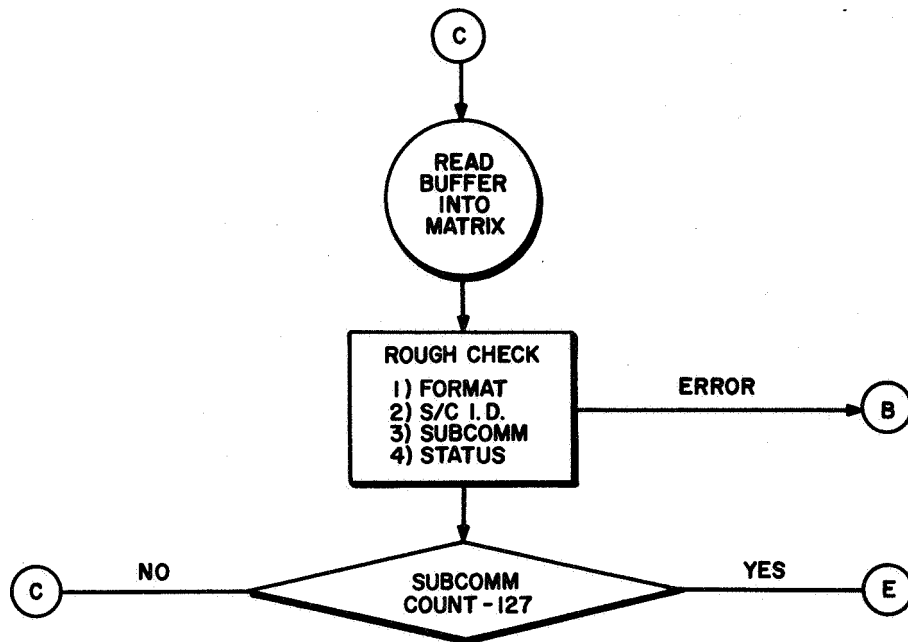 C
READ
BUFFER
INTO
MATRIX
ROUGH CHECK
1) FORMAT
2) S/C I.D.
3) SUBCOMM
4) STATUS
ERROR
B
C
NO
SUBCOMM
COUNT - 127
YES
E